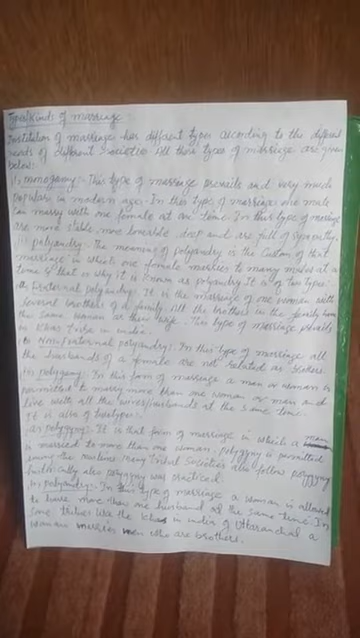 Types/kinds of marriage:
Institution of marriage has different types according to the different
needs of different societies. All these types of marriage are given
below:
(i) monogamy:- This type of marriage prevails and very much
popular in modern age. In this type of marriage one male
can marry with one female at one time. In this type of marriage
are more stable, more loveable, deep and are full of sympathy.
(ii) polyandry:- The meaning of polyandry is the custom of that
marriage in which one female marries to many males at a
time & that is why it is known as polyandry. It is of two types:-
fraternal polyandry:- It is the marriage of one woman with
several brothers of a family. All the brothers in the family have
the same woman as their wife. This type of marriage prevails
in Khas tribe in india.
Non-fraternal polyandry:- In this type of marriage all
the husbands of a female are not related as
polygamy:- In this form of marriage a man or woman is
permitted to marry more than one woman or man and
live with all the wives/husbands at the same time.
It is also of two types:-
a) polygyny:- It is that form of marriage in which a man
is married to more than one woman. polygyny is permitted
among the muslims. many Tribal Societies also follow polygyny
historically also polygyny was practiced.
polyandry:- In this type of marriage a woman is allowed
to have more than one husband at the same time. In
some tribes like the Khas in india of Uttaranchal a
woman marries men who are brothers.